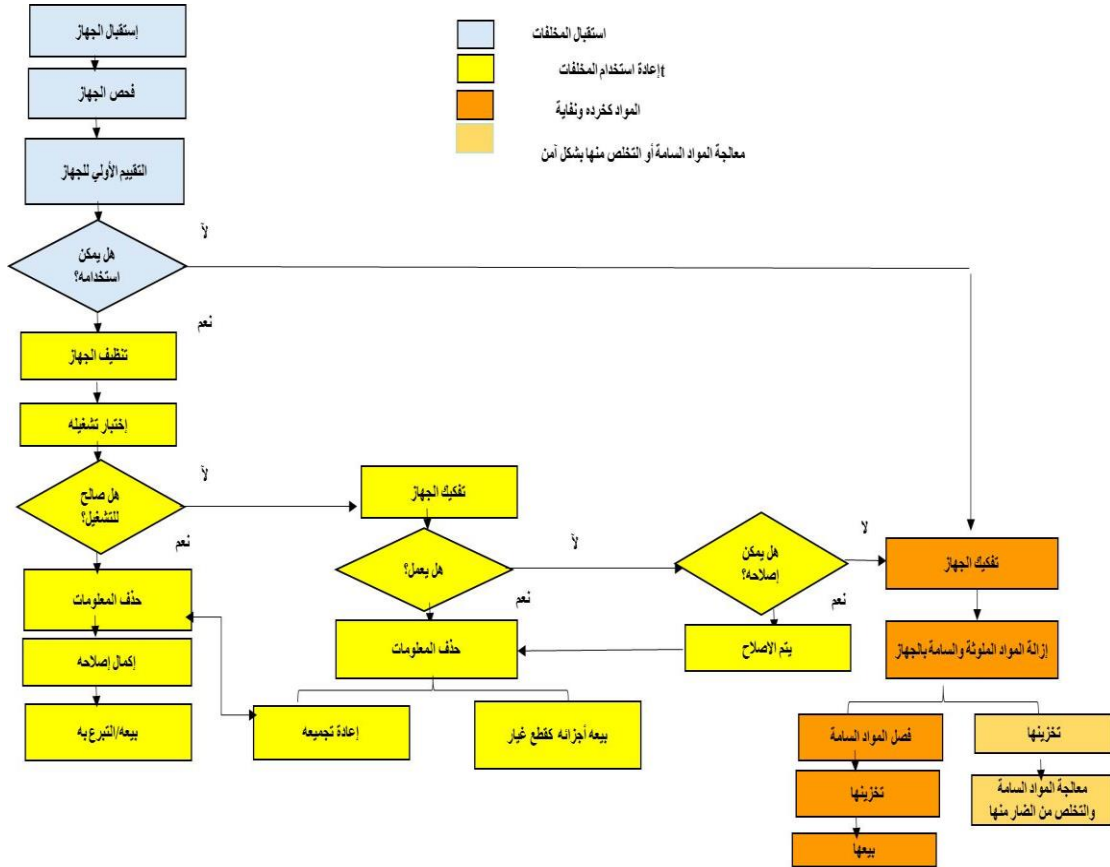 إستقبال الجهاز
فحص الجهاز
التقييم الأولي للجهاز
هل يمكن
استخدامه؟
لآ
نعم
استقبال المخلفات
إعادة استخدام المخلفاتt
المواد كخرده ونفاية
معالجة المواد السامة أو التخلص منها بشكل آمن
تنظيف الجهاز
إختبار تشغيله
هل صالح
للتشغيل؟
لآ
نعم
حذف المعلومات
إكمال إصلاحه
بيعه/التبرع به
تفكيك الجهاز
هل يعمل؟
لآ
نعم
حذف المعلومات
إعادة تجميعه
بيعه أجزائه كقطع غيار
هل يمكن
إصلاحه؟
لا
نعم
يتم الاصلاح
تفكيك الجهاز
إزالة المواد الملوثة والسامة بالجهاز
فصل المواد السامة
تخزينها
بيعها
تخزينها
معالجة المواد السامة
والتخلص من الضار منها